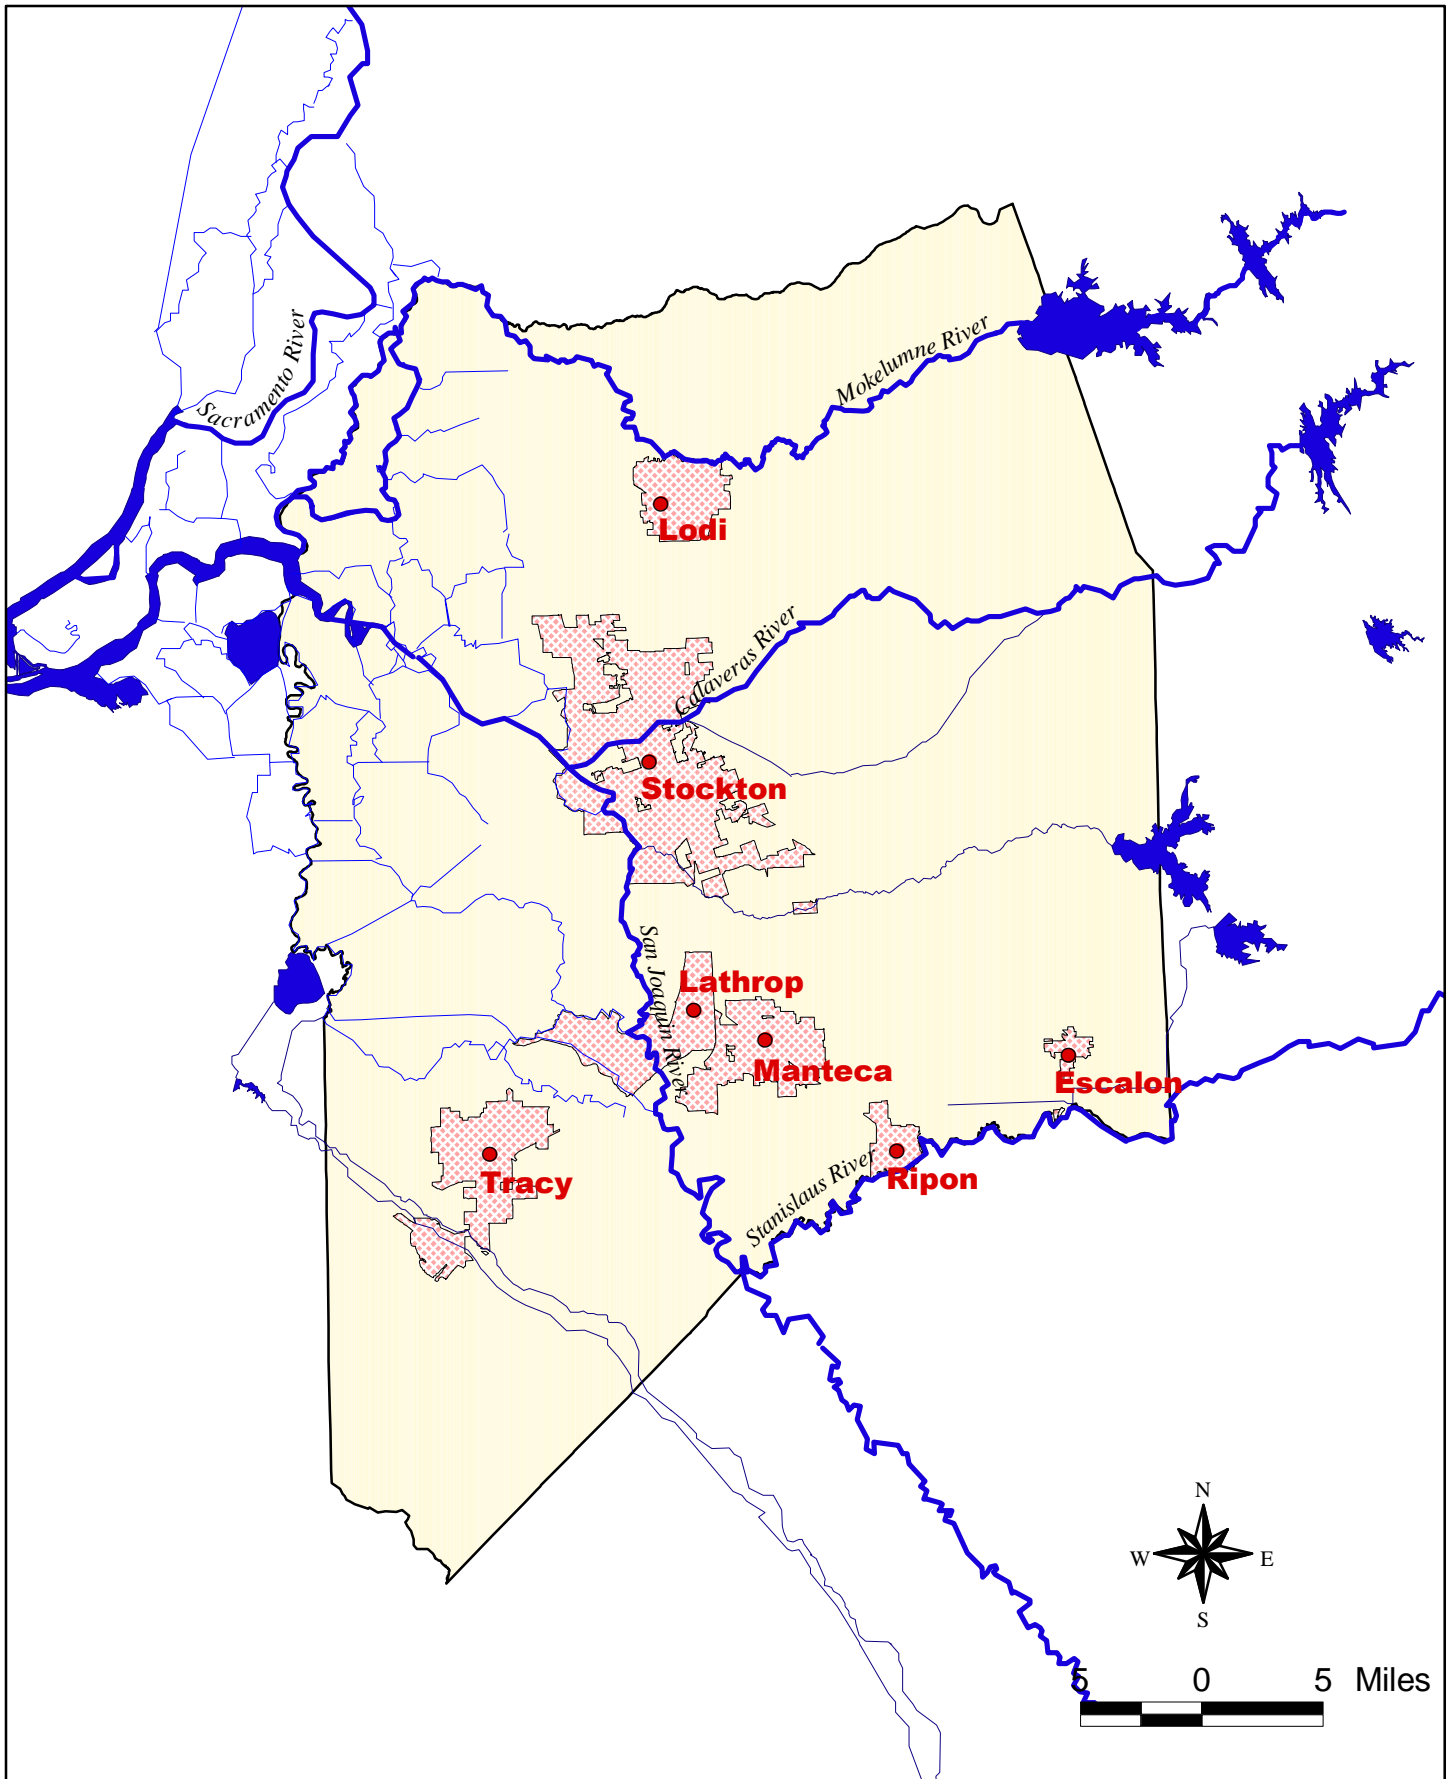 Sacramento River
Mokelumne River
Lodi
Calaveras River
Stockton
San Joaquin River
Lathrop
Manteca
Escalon
Tracy
Stanislaus River
Ripon
N
W E
S
5 0 5 Miles